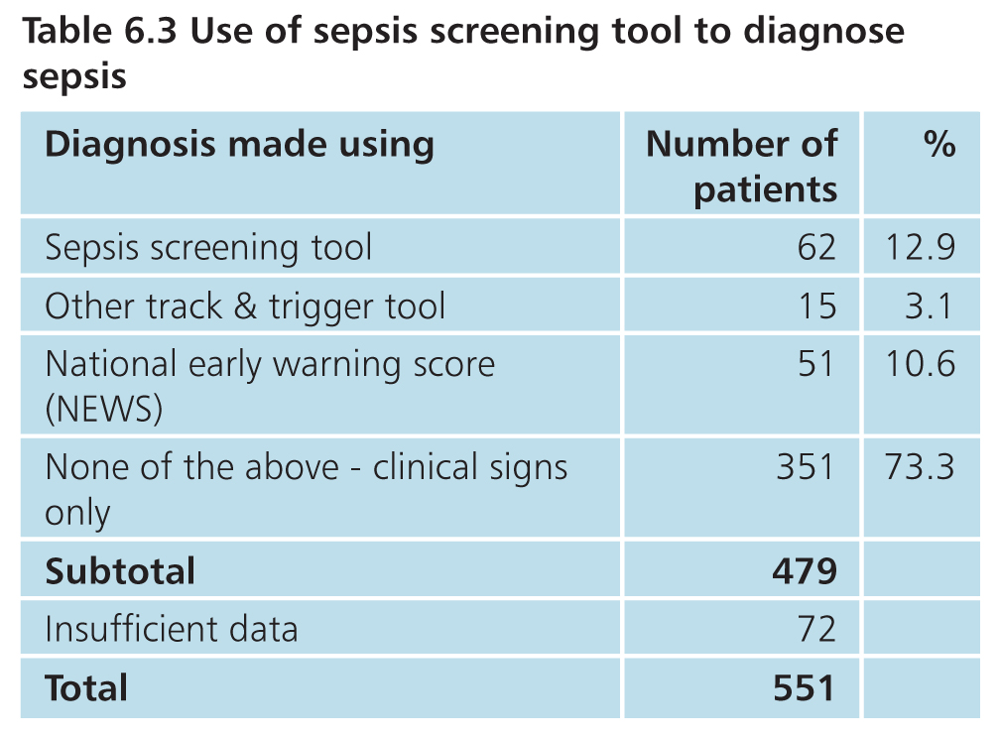 Table 6.3 Use of sepsis screening tool to diagnose
sepsis
Diagnosis made using Number of patients %
Sepsis screening tool 62 12.9
Other track & trigger tool 15 3.1
National early warning score 51 10.6
(NEWS)
None of the above - clinical signs 351 73.3
only
Subtotal 479
Insufficient data 72
Total 551